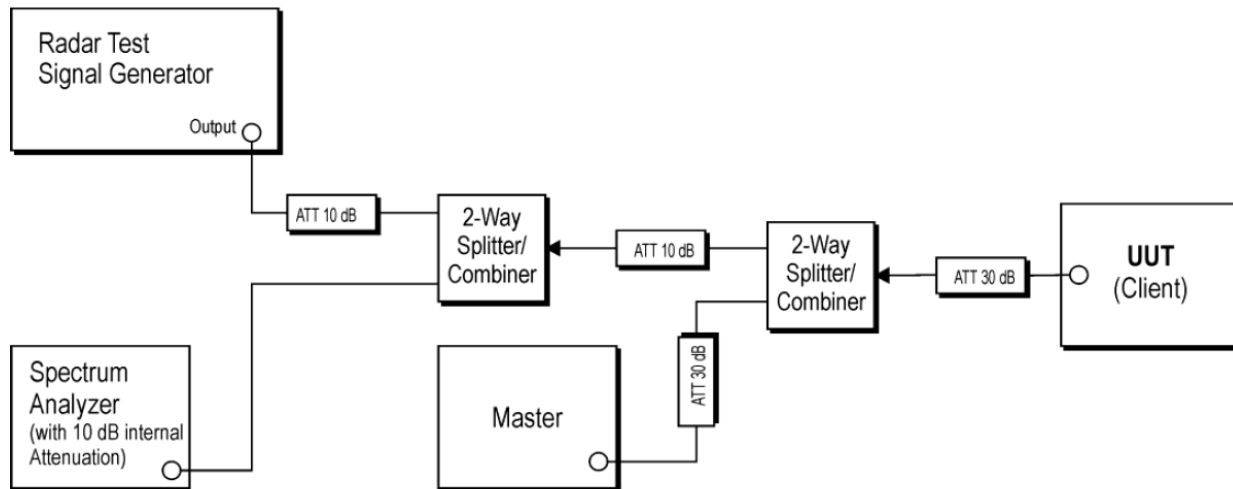 Radar Test
Signal Generator
Output
ATT 10 dB
2-Way
Splitter/
Combiner
ATT 10 dB
2-Way
Splitter/
Combiner
ATT 30 dB
UUT
(Client)
ATT 30 dB
Spectrum
Analyzer
(with 10 dB internal
Attenuation)
Master